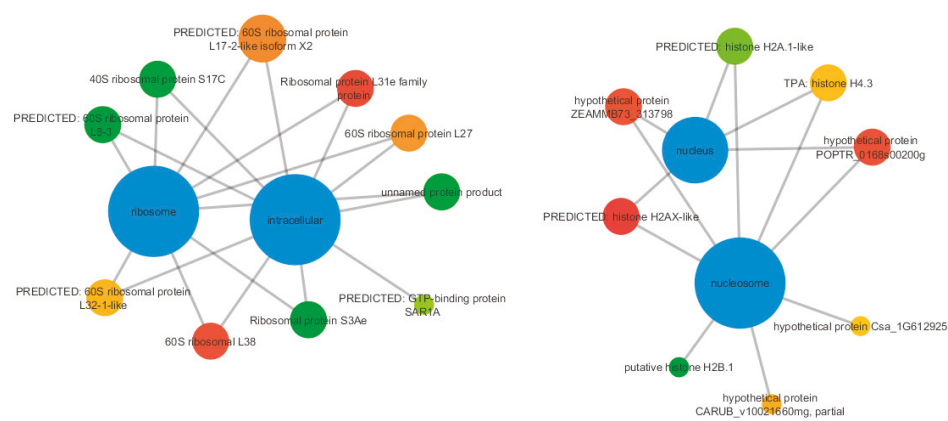 PREDICTED: 60S ribosomal protein
L17-2-like isoform X2
40S ribosomal protein S17C
Ribosomal protein L31e family
protein
PREDICTED: 60S ribosomal protein
L3-3
60S ribosomal protein L27
unnamed protein product
ribosome
intracellular
PREDICTED: 60S ribosomal protein
L32-1-like
PREDICTED: GTP-binding protein
SAR1A
Ribosomal protein S3Ae
60S ribosomal L38
PREDICTED: histone H2A.1-like
TPA: histone H4.3
hypothetical protein
ZEAMMB73_313798
nucleus
hypothetical protein
POPTR_0168s00200g
PREDICTED: histone H2AX-like
nucleosome
hypothetical protein Csa_1G612925
putative histone H2B.1
hypothetical protein
CARUB_v10021660mg, partial